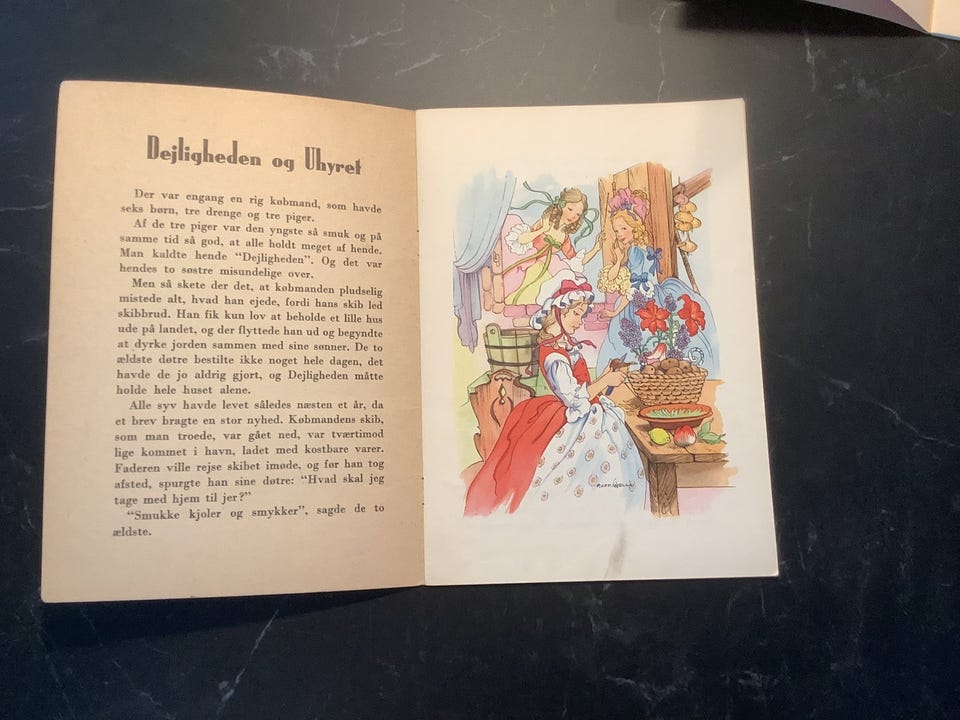 Dejligheden og Uhyret
Der var engang en rig købmand, som havde
seks børn, tre drenge og tre piger.
Af de tre piger var den yngste så smuk og på
samme tid så god, at alle holdt meget af hende.
Man kaldte hende “Dejligheden”. Og det var
hendes to søstre misundelige over.
Men så skete der det, at købmanden pludselig
mistede alt, hvad han ejede, fordi hans skib led
skibbrud. Han fik kun lov at beholde et lille hus
ude på landet, og der flyttede han ud og begyndte
at dyrke jorden sammen med sine sønner. De to
ældste døtre bestilte ikke noget hele dagen, det
havde de jo aldrig gjort, og Dejligheden måtte
holde hele huset alene.
Alle syv havde levet således næsten et år, da
et brev bragte en stor nyhed. Købmandens skib,
som man troede, var gået ned, var tværtimod
lige kommet i havn, ladet med kostbare varer.
Faderen ville rejse skibet imøde, og før han tog
afsted, spurgte han sine døtre: “Hvad skal jeg
tage med hjem til jer?”
“Smukke kjoler og smykker”, sagde de to
ældste.